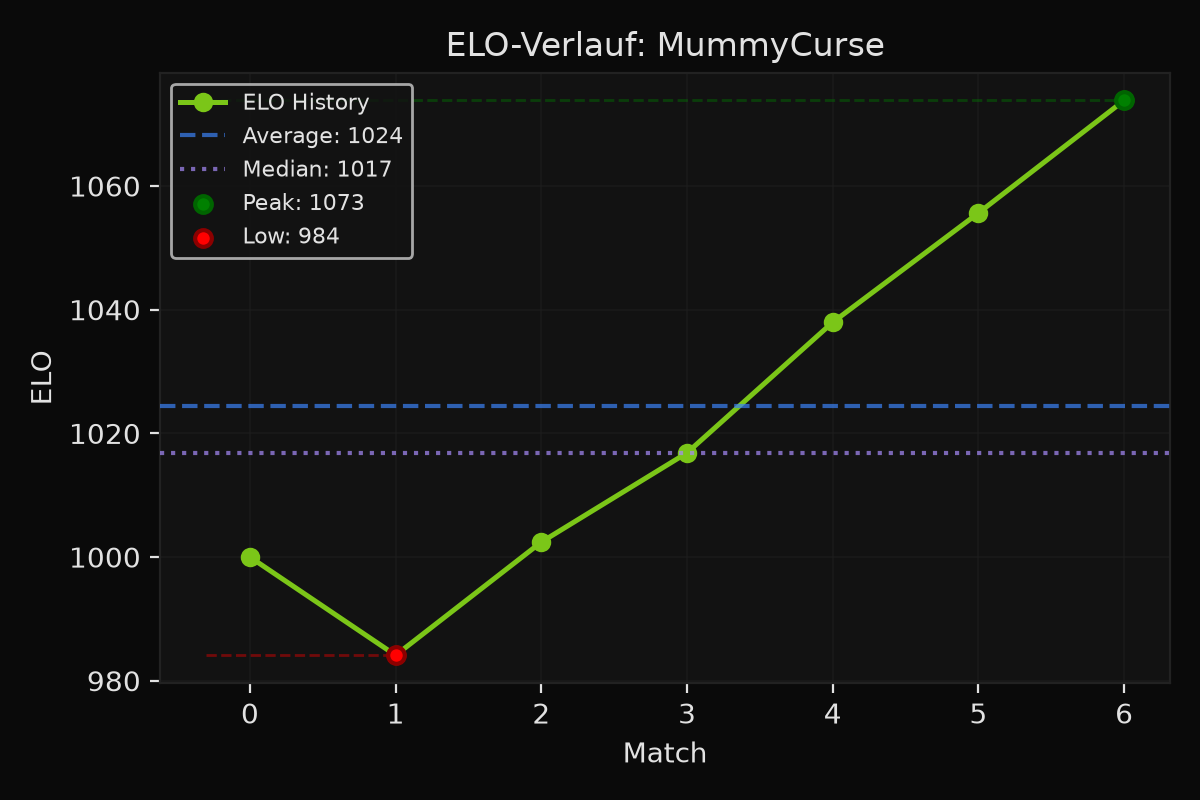 ELO-Verlauf: MummyCurse
ELO History
Average: 1024
Median: 1017
Peak: 1073
Low: 984
1060
1040
1020
1000
980
ELO
0 1 2 3 4 5 6
Match